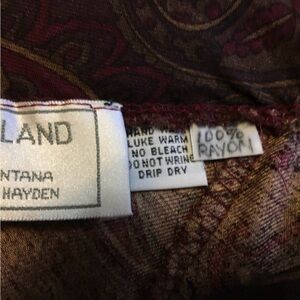 LAND
NTANA
HAYDEN
HAND
LUKE WARM
NO BLEACH
DO NOT WRING
DRIP DRY
100%
RAYON